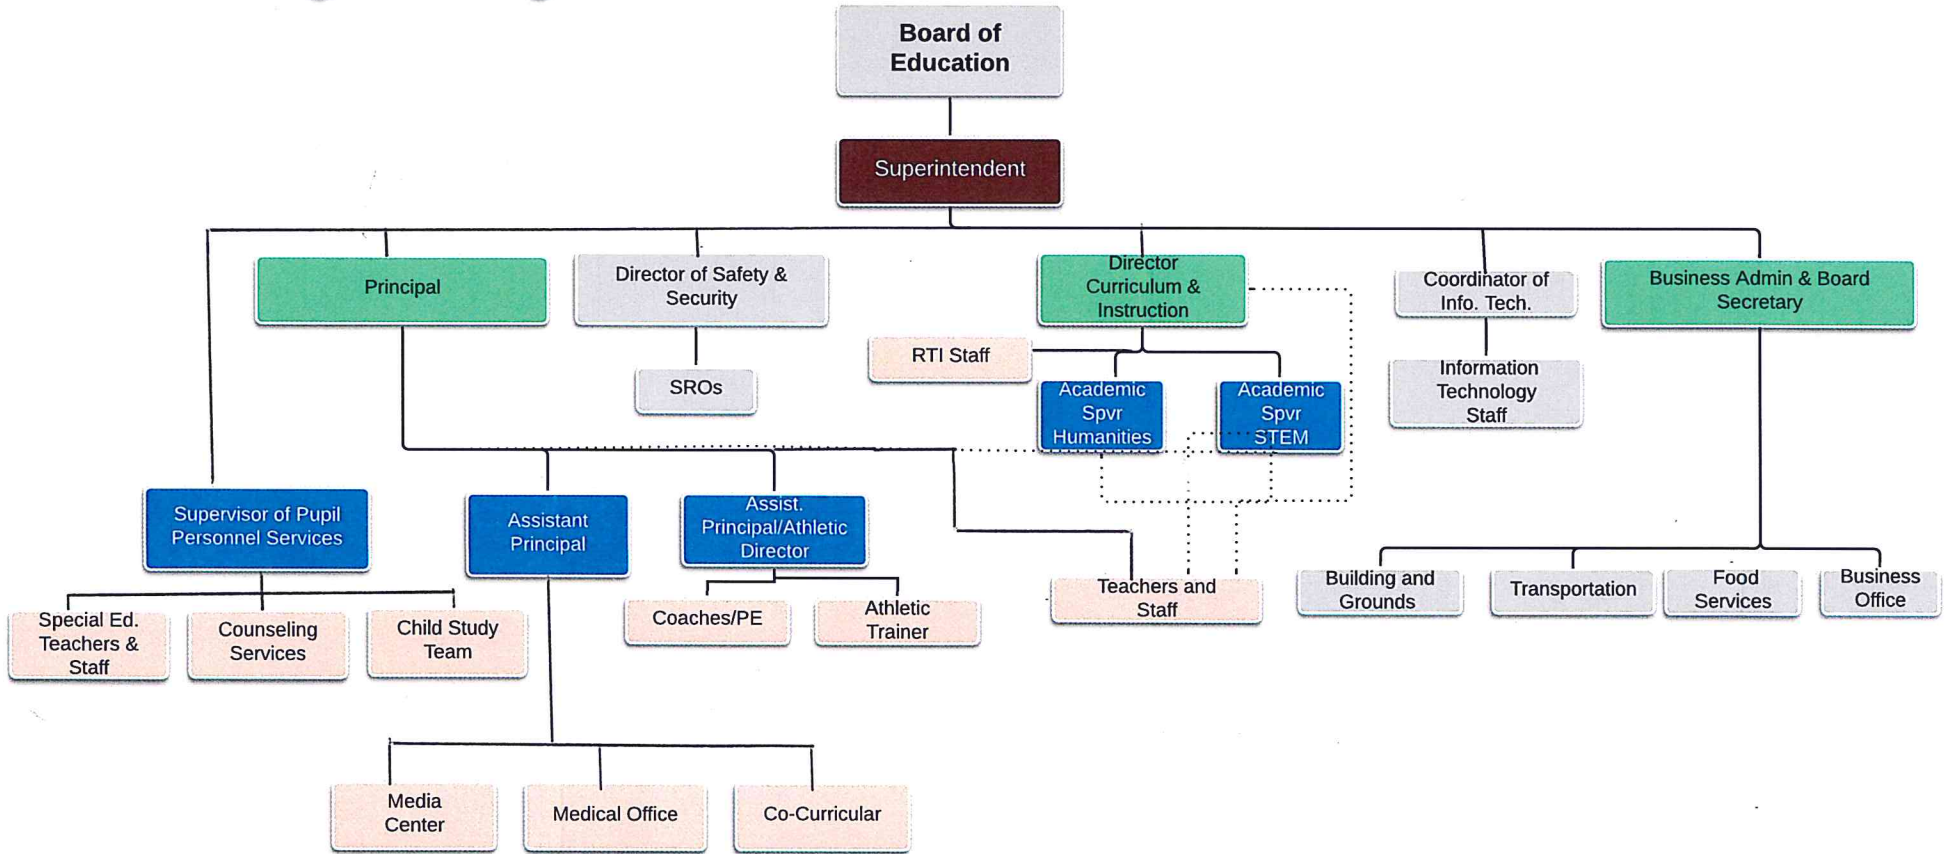 Board of
Education
Superintendent
Principal
Director of Safety &
Security
Director
Curriculum &
Instruction
Coordinator of
Info. Tech.
Business Admin & Board
Secretary
RTI Staff
SROs
Academic
Spvr
Humanities
Academic
Spvr
STEM
Information
Technology
Staff
Supervisor of Pupil
Personnel Services
Assistant
Principal
Assist.
Principal/Athletic
Director
Special Ed.
Teachers &
Staff
Counseling
Services
Child Study
Team
Coaches/PE
Athletic
Trainer
Teachers and
Staff
Building and
Grounds
Transportation
Food
Services
Business
Office
Media
Center
Medical Office
Co-Curricular